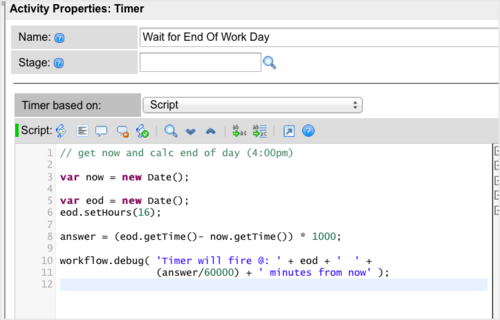 Activity Properties: Timer
Name:
Wait for End Of Work Day
Stage:
Timer based on: Script
Script:
1 // get now and calc end of day (4:00pm)
2
3 var now = new Date();
4
5 var eod = new Date();
6 eod.setHours(16);
7
8 answer = (eod.getTime()- now.getTime()) * 1000;
9
10 workflow.debug( 'Timer will fire @: ' + eod + '  ' +
11 (answer/60000) + ' minutes from now' );
12